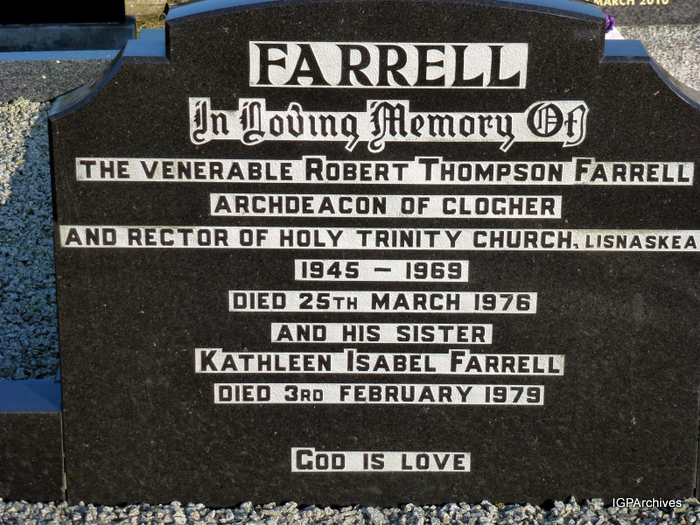 MARCH 2010
FARRELL
In Loving Memory Of
THE VENERABLE ROBERT THOMPSON FARRELL
ARCHDEACON OF CLOGHER
AND RECTOR OF HOLY TRINITY CHURCH, LISNASKEA
1945 – 1969
DIED 25TH MARCH 1976
AND HIS SISTER
KATHLEEN ISABEL FARRELL
DIED 3RD FEBRUARY 1979
GOD IS LOVE
IGPArchives